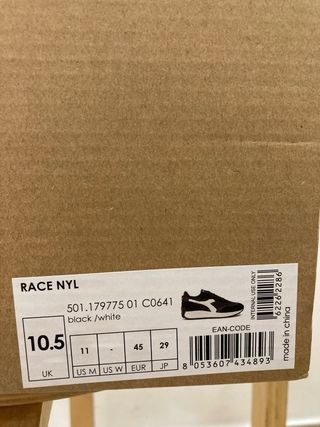 RACE NYL
501.179775 01 C0641
black /white
10.5
UK
11 - 45 29
US M US W EUR JP
EAN-CODE
8 053607 434893
INTERNAL USE ONLY
62262286
made in china